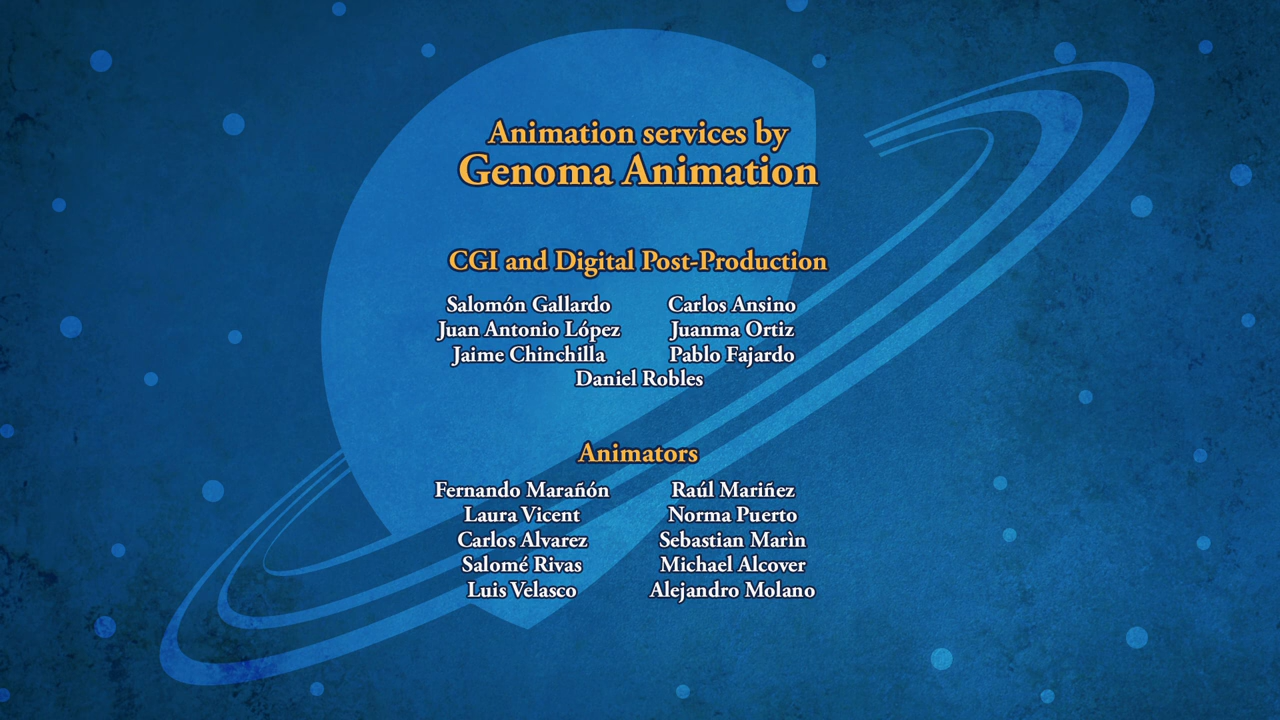 Animation services by
Genoma Animation
CGI and Digital Post-Production
Salomón Gallardo Carlos Ansino
Juan Antonio López Juanma Ortiz
Jaime Chinchilla Pablo Fajardo
Daniel Robles
Animators
Fernando Marañón Raúl Mariñez
Laura Vicent Norma Puerto
Carlos Alvarez Sebastian Marìn
Salomé Rivas Michael Alcover
Luis Velasco Alejandro Molano